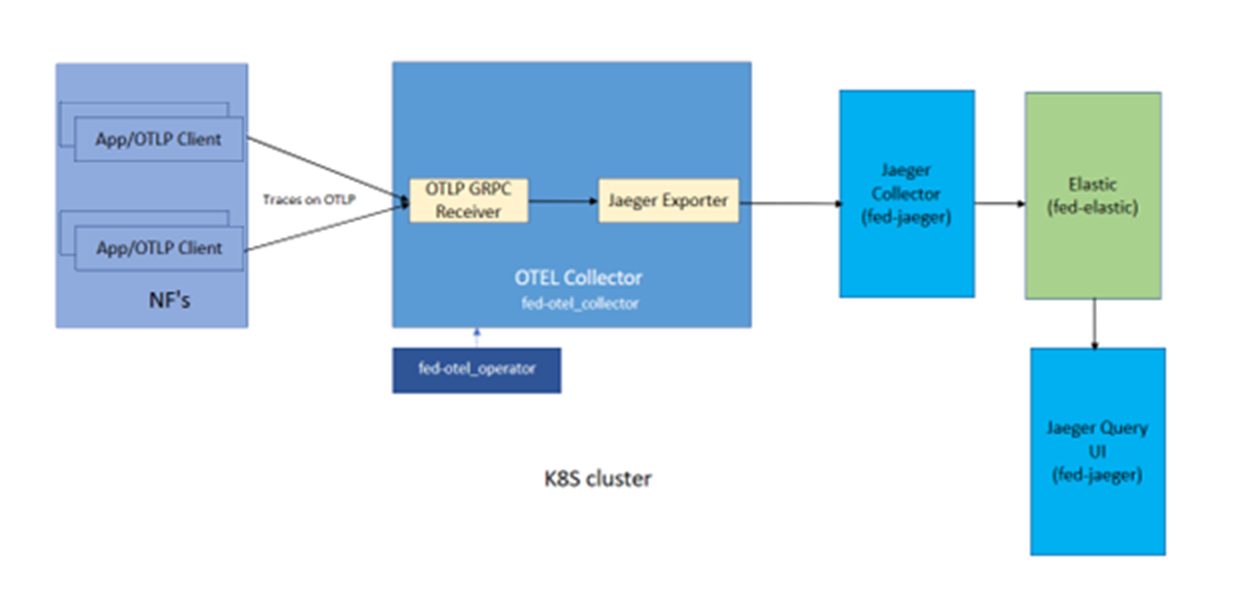 App/OTLP Client
App/OTLP Client
NF's
Traces on OTLP
OTLP GRPC
Receiver
Jaeger Exporter
OTEL Collector
fed-otel_collector
fed-otel_operator
Jaeger
Collector
(fed-jaeger)
Elastic
(fed-elastic)
Jaeger Query
UI
(fed-jaeger)
K8S cluster